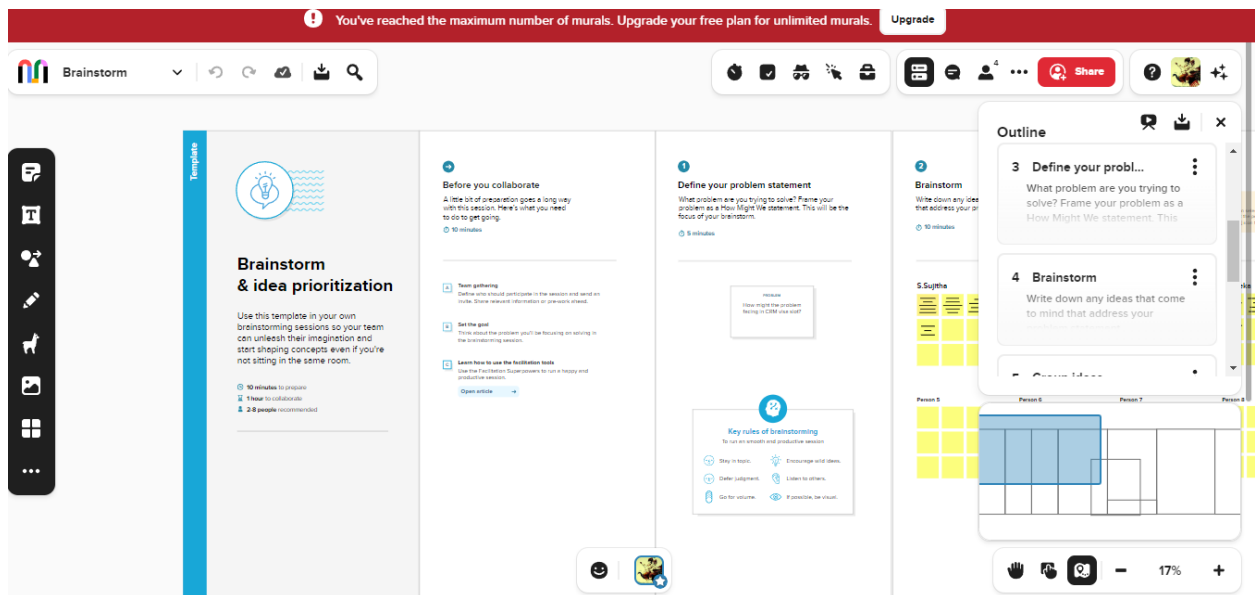 You've reached the maximum number of murals. Upgrade your free plan for unlimited murals.
Upgrade
Brainstorm
4
Share
Template
Brainstorm
& idea prioritization
Use this template in your own
brainstorming sessions so your team
can unleash their imagination and
start shaping concepts even if you're
not sitting in the same room.
10 minutes to prepare
1 hour to collaborate
2-8 people recommended
Before you collaborate
A little bit of preparation goes a long way
with this session. Here's what you need
to do to get going.
10 minutes
Team gathering
Define who should participate in the session and send an
invite. Share relevant information or pre-work ahead.
Set the goal
Think about the problem you'll be focusing on solving in
the brainstorming session.
Learn how to use the facilitation tools
Use the Facilitation Superpowers to run a happy and
productive session.
Open article
1
Define your problem statement
What problem are you trying to solve? Frame your
problem as a How Might We statement. This will be the
focus of your brainstorm.
5 minutes
PROBLEM
How might the problem
facing in CRM visa slot?
Key rules of brainstorming
To run an smooth and productive session
Stay in topic.
Encourage wild ideas.
Defer judgment.
Listen to others.
Go for volume.
If possible, be visual.
2
Brainstorm
Write down any idea
that address your pr
10 minutes
S.Sujitha
Person 5
Person 6
Person 7
Person 8
Outline
3 Define your probl...
What problem are you trying to
solve? Frame your problem as a
How Might We statement. This
4 Brainstorm
Write down any ideas that come
to mind that address your
17%